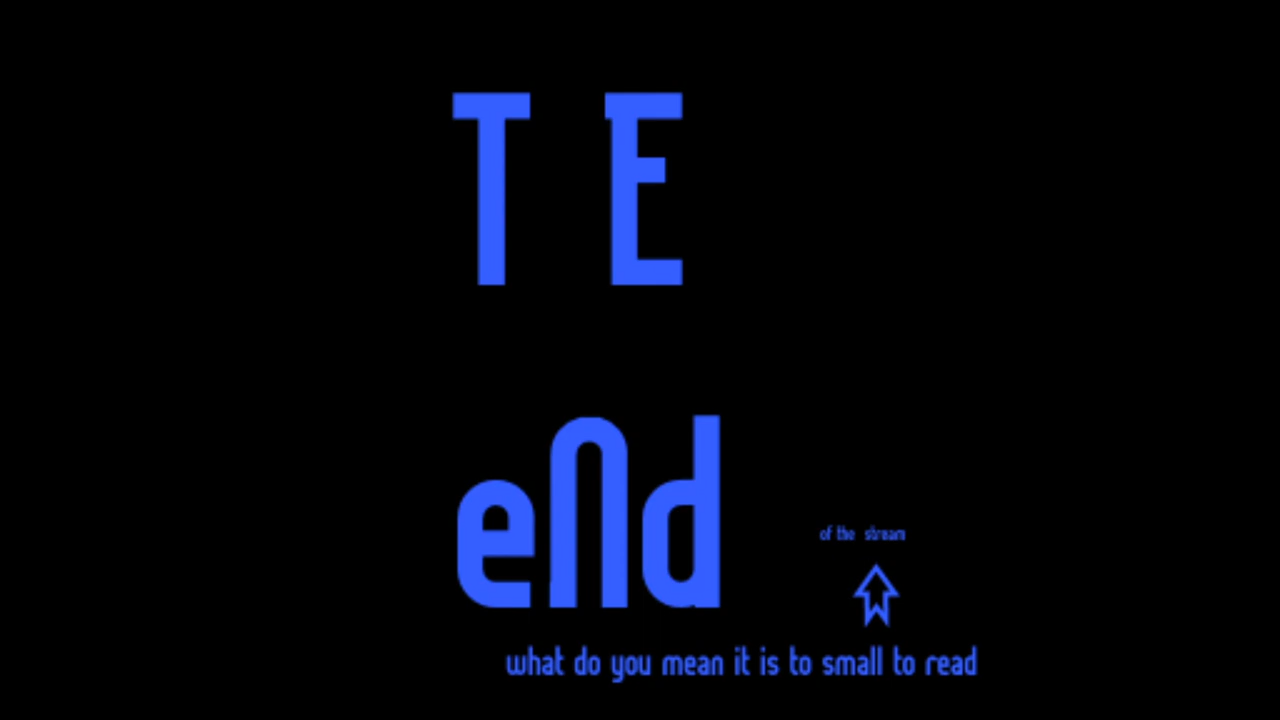 T E
end
of the stream
what do you mean it is to small to read